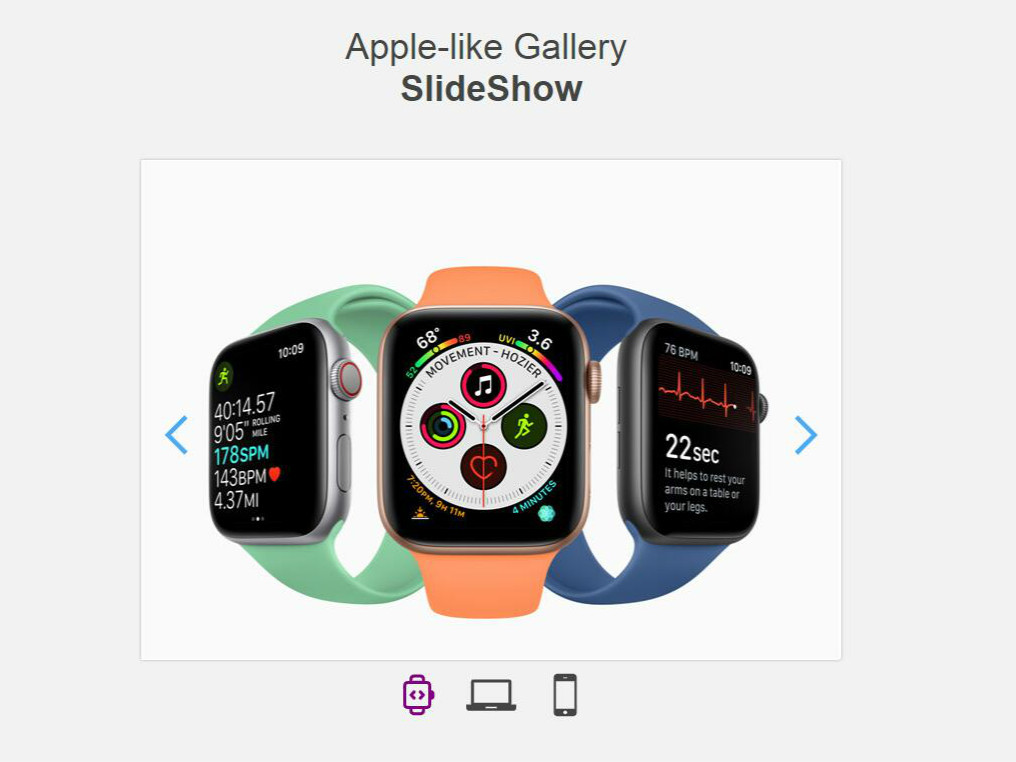 Apple-like Gallery
SlideShow
10:09
40:14.57
9'05" ROLLING MILE
178SPM
143BPM
4.37MI
68°
89
52
UVI
3.6
MOVEMENT - HOZIER
7:20PM, 9H 11M
4 MINUTES
76 BPM
10:09
22sec
It helps to rest your
arms on a table or
your legs.